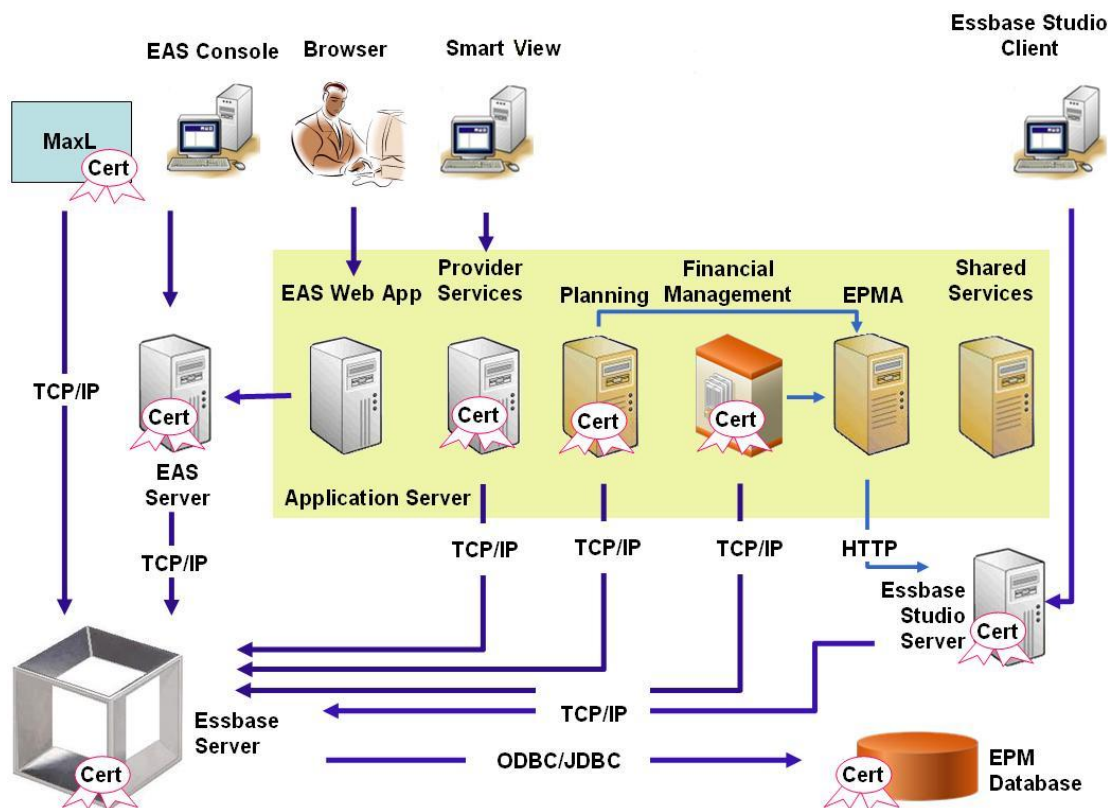 EAS Console
Browser
Smart View
Essbase Studio
Client
MaxL
Cert
EAS Web App
Provider
Services
Planning
Financial
Management
EPMA
Shared
Services
TCP/IP
Cert
Cert
Cert
Cert
EAS
Server
Application Server
TCP/IP
TCP/IP
TCP/IP
TCP/IP
HTTP
Essbase
Studio
Server
Cert
Essbase
Server
TCP/IP
Cert
ODBC/JDBC
Cert
EPM
Database